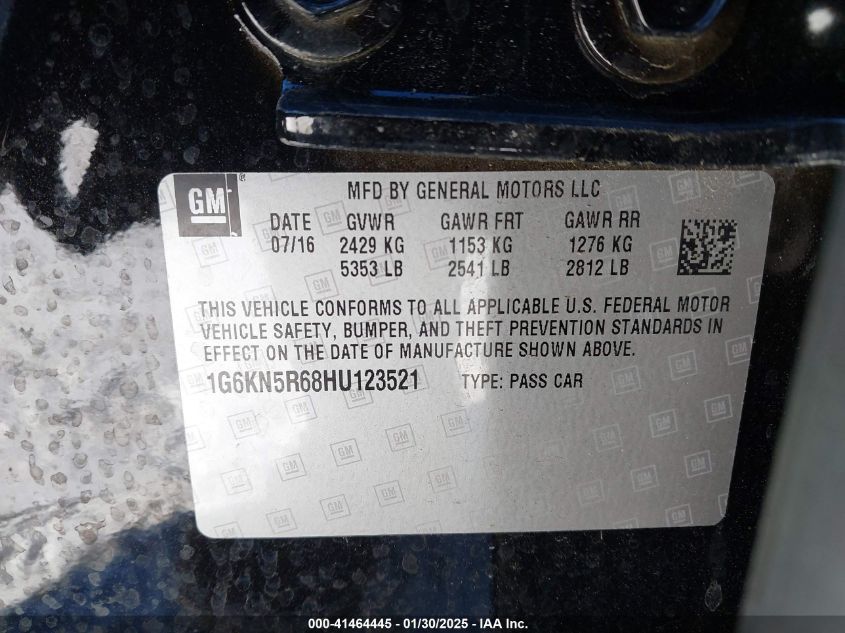 GM ® MFD BY GENERAL MOTORS LLC
DATE GVWR GAWR FRT GAWR RR
07/16 2429 KG 1153 KG 1276 KG
5353 LB 2541 LB 2812 LB
THIS VEHICLE CONFORMS TO ALL APPLICABLE U.S. FEDERAL MOTOR
VEHICLE SAFETY, BUMPER, AND THEFT PREVENTION STANDARDS IN
EFFECT ON THE DATE OF MANUFACTURE SHOWN ABOVE.
1G6KN5R68HU123521 TYPE: PASS CAR
000-41464445 - 01/30/2025 - IAA Inc.